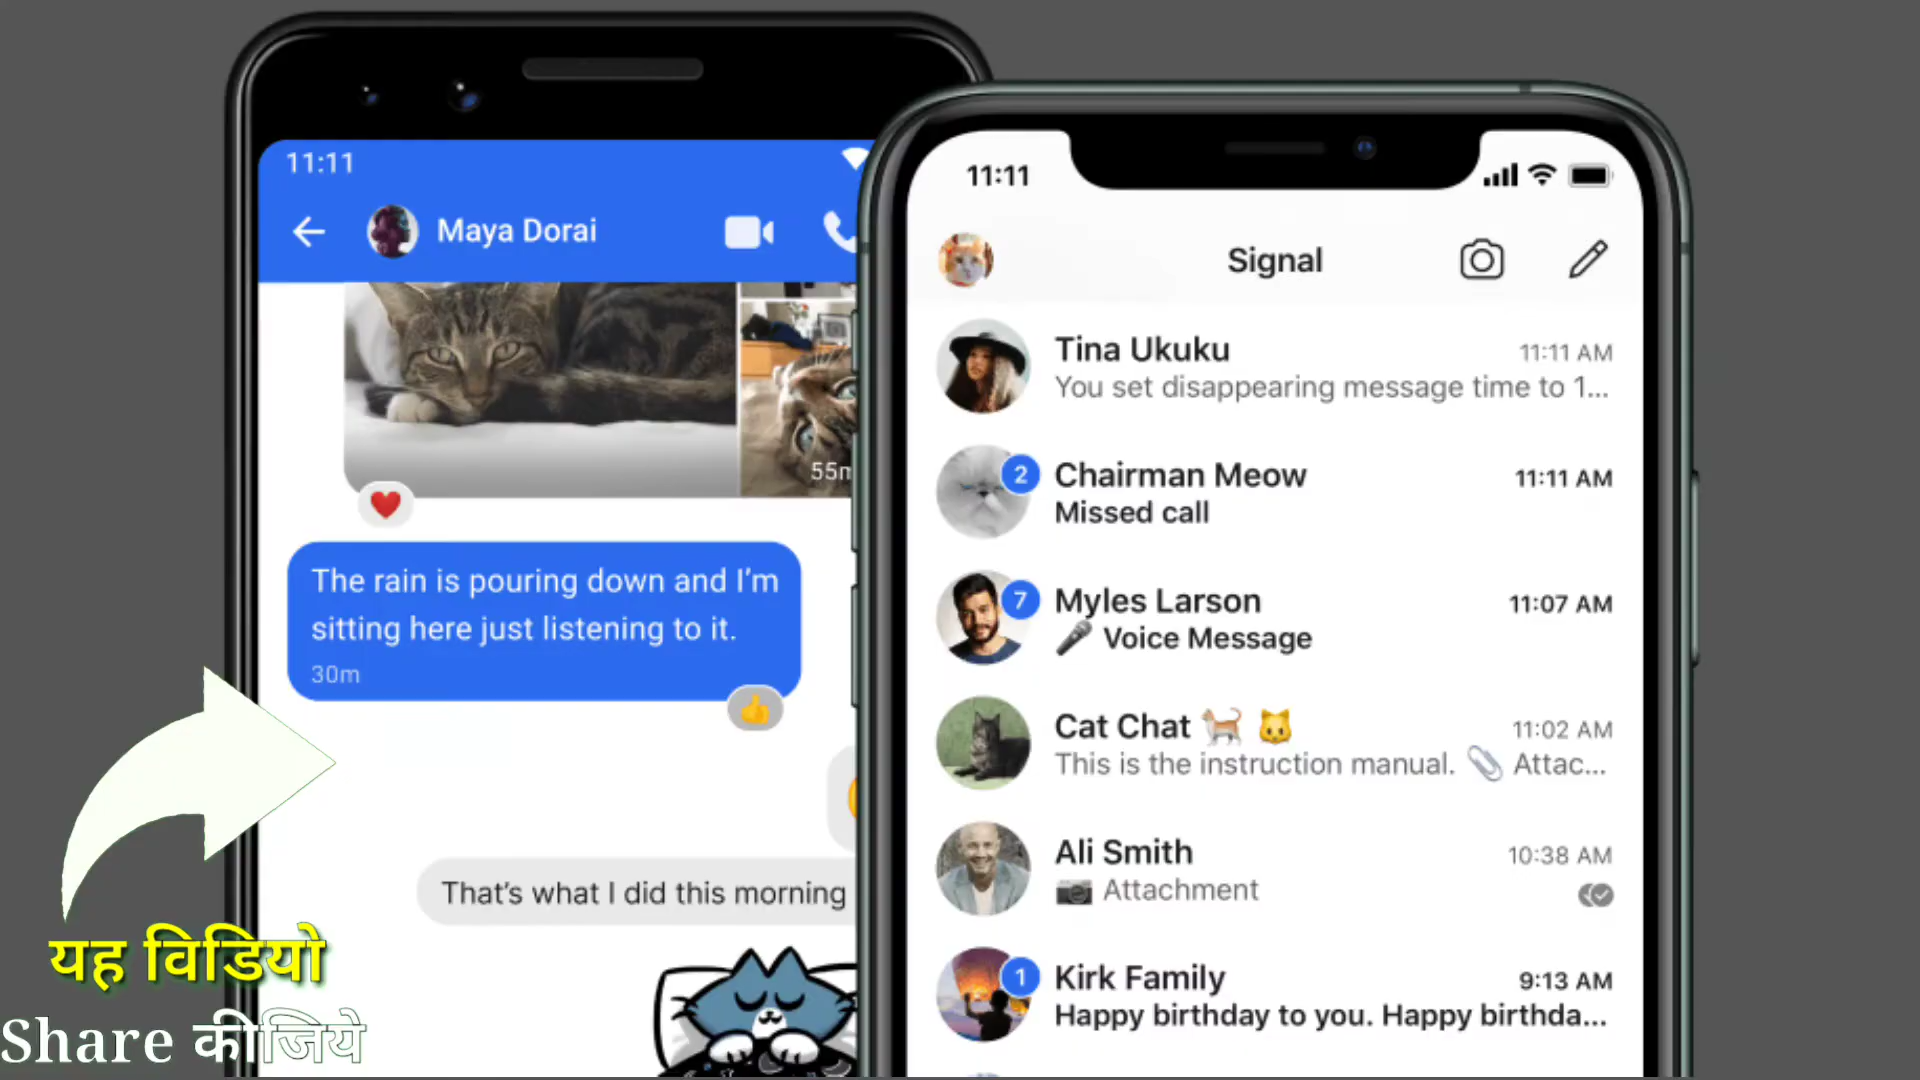 11:11
Maya Dorai
55m
The rain is pouring down and I'm
sitting here just listening to it.
30m
That's what I did this morning
11:11
Signal
Tina Ukuku
11:11 AM
You set disappearing message time to 1...
2
Chairman Meow
11:11 AM
Missed call
7
Myles Larson
11:07 AM
🎤 Voice Message
Cat Chat 🐈 🐱
11:02 AM
This is the instruction manual. 📎 Attac...
Ali Smith
10:38 AM
📷 Attachment
1
Kirk Family
9:13 AM
Happy birthday to you. Happy birthda...
यह विडियो
Share कीजिये